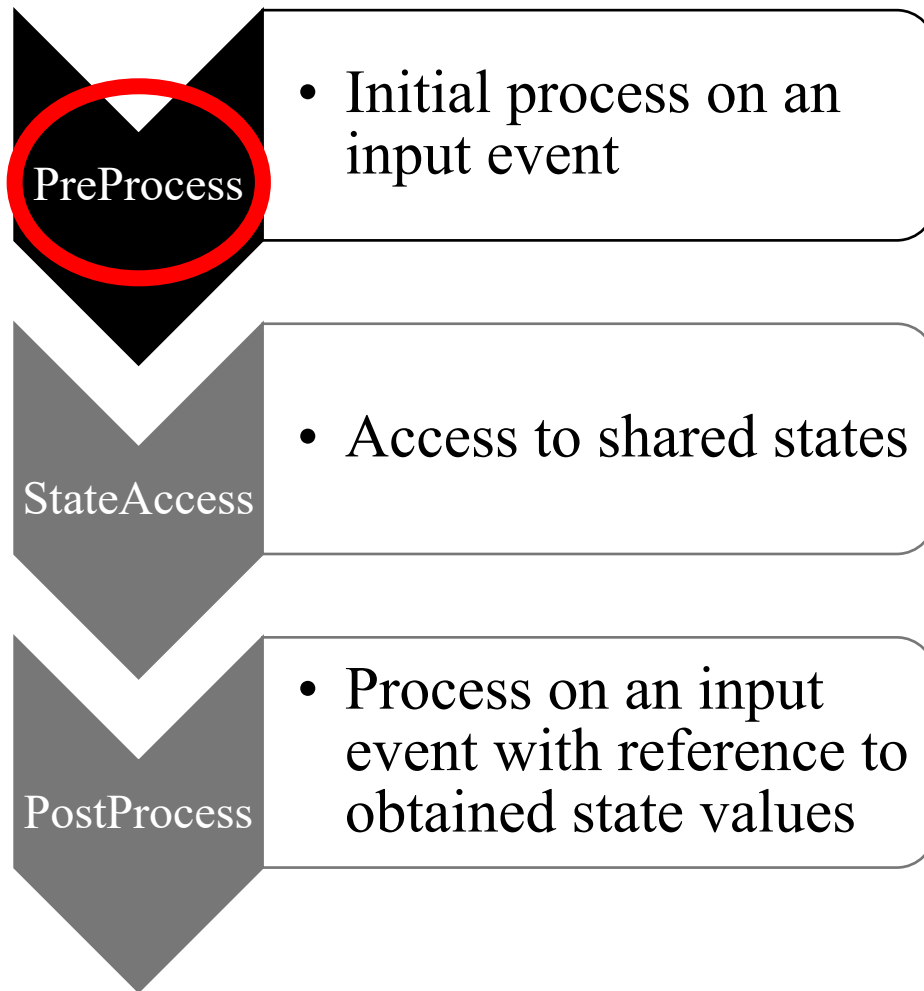 PreProcess
• Initial process on an
input event
StateAccess
• Access to shared states
PostProcess
• Process on an input
event with reference to
obtained state values